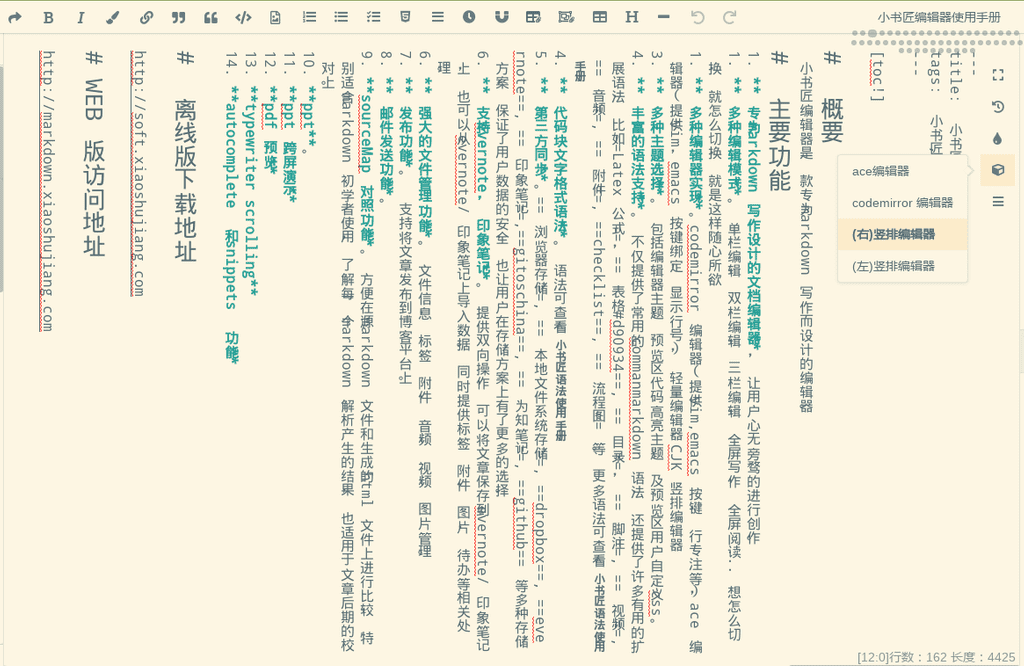 小书匠编辑器使用手册
title: 小书匠
tags: 小书匠
---
[toc!]
# 概要
小书匠编辑器是 款专为markdown 写作而设计的编辑器
# 主要功能
1. **专为markdown 写作设计的文档编辑器**, 让用户心无旁骛的进行创作
1. **多种编辑模式**。 单栏编辑 双栏编辑 三栏编辑 全屏写作 全屏阅读.. 想怎么切
换 就怎么切换 就是这样随心所欲
1. **多种编辑器实现**。codemirror 编辑器(提供vim,emacs 按键 行专注等) ace 编
辑器(提供vim,emacs 按键绑定 显示行号) 轻量编辑器 CJK 竖排编辑器
3. **多种主题选择**。 包括编辑器主题 预览区代码高亮主题 及预览区用户自定义css。
4. **丰富的语法支持**。 不仅提供了常用的commanmarkdown 语法 还提供了许多有用的扩
展语法 比如==Latex 公式==,== 表格#d90934==,== 目录==,== 脚注==,== 视频==,
== 音频==,== 附件==,==checklist==,== 流程图== 等 更多语法可查看 小书匠语法使用
手册
4. **代码块文字格式语法**。 语法可查看 小书匠语法使用 手册
5. **第三方同步**。== 浏览器存储==,== 本地文件系统存储==,==dropbox==,==eve
rnote==,== 印象笔记==,==gitoschina==,== 为知笔记==,==github== 等多种存储
方案 保证了用户数据的安全 也让用户在存储方案上有了更多的选择
6. **支持evernote, 印象笔记**。 提供双向操作 可以将文章保存到evernote/ 印象笔记
上 也可以从evernote/ 印象笔记上导入数据 同时提供标签 附件 图片 待办等相关处
理
6. **强大的文件管理功能**。 文件信息 标签 附件 音频 视频 图片管理
7. **发布功能**。 支持将文章发布到博客平台上
8. **邮件发送功能**。
9. **sourceMap 对照功能**。 方便在源markdown 文件和生成的html 文件上进行比较 特
别适合markdown 初学者使用 了解每 个markdown 解析产生的结果 也适用于文章后期的校
对。
10. **ppt**。
11. **ppt 跨屏演示**
12. **pdf 预览**
13. **typewriter scrolling**
14. **autocomplete 和snippets 功能**
# 离线版下载地址
http://soft.xiaoshujiang.com
# WEB 版访问地址
http://markdown.xiaoshujiang.com
ace编辑器
codemirror 编辑器
(右)竖排编辑器
(左)竖排编辑器
[12:0]行数：162 长度：4425